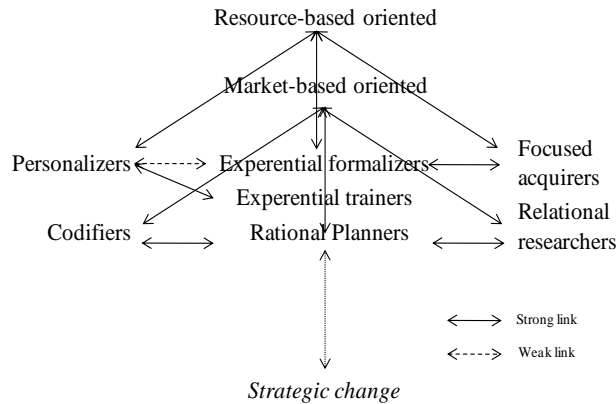 Resource-based oriented
Market-based oriented
Personalizers
Experential formalizers
Focused
acquirers
Experential trainers
Relational
researchers
Codifiers
Rational Planners
Strong link
Weak link
Strategic change